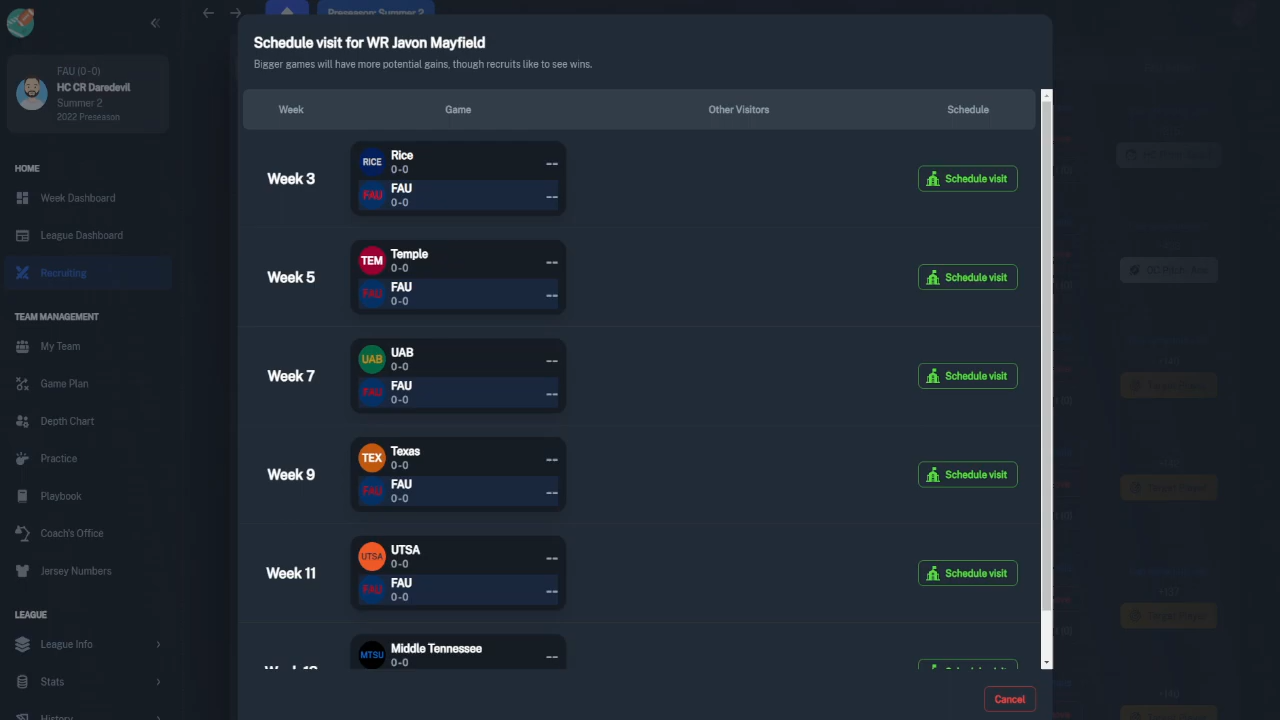 Preseason: Summer 2
FAU (0-0)
HC CR Daredevil
Summer 2
2022 Preseason
HOME
Week Dashboard
League Dashboard
Recruiting
TEAM MANAGEMENT
My Team
Game Plan
Depth Chart
Practice
Playbook
Coach's Office
Jersey Numbers
LEAGUE
League Info
Stats
History
Schedule visit for WR Javon Mayfield
Bigger games will have more potential gains, though recruits like to see wins.
Week Game Other Visitors Schedule
Week 3
RICE Rice --
0-0
FAU FAU --
0-0
Schedule visit
Week 5
TEM Temple --
0-0
FAU FAU --
0-0
Schedule visit
Week 7
UAB UAB --
0-0
FAU FAU --
0-0
Schedule visit
Week 9
TEX Texas --
0-0
FAU FAU --
0-0
Schedule visit
Week 11
UTSA UTSA --
0-0
FAU FAU --
0-0
Schedule visit
MTSU Middle Tennessee --
0-0
Cancel